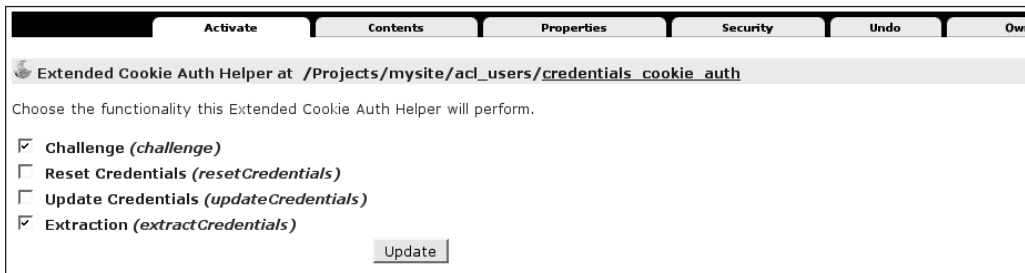 Activate Contents Properties Security Undo
Extended Cookie Auth Helper at /Projects/mysite/acl_users/credentials_cookie_auth
Choose the functionality this Extended Cookie Auth Helper will perform.
Challenge (challenge)
Reset Credentials (resetCredentials)
Update Credentials (updateCredentials)
Extraction (extractCredentials)
Update